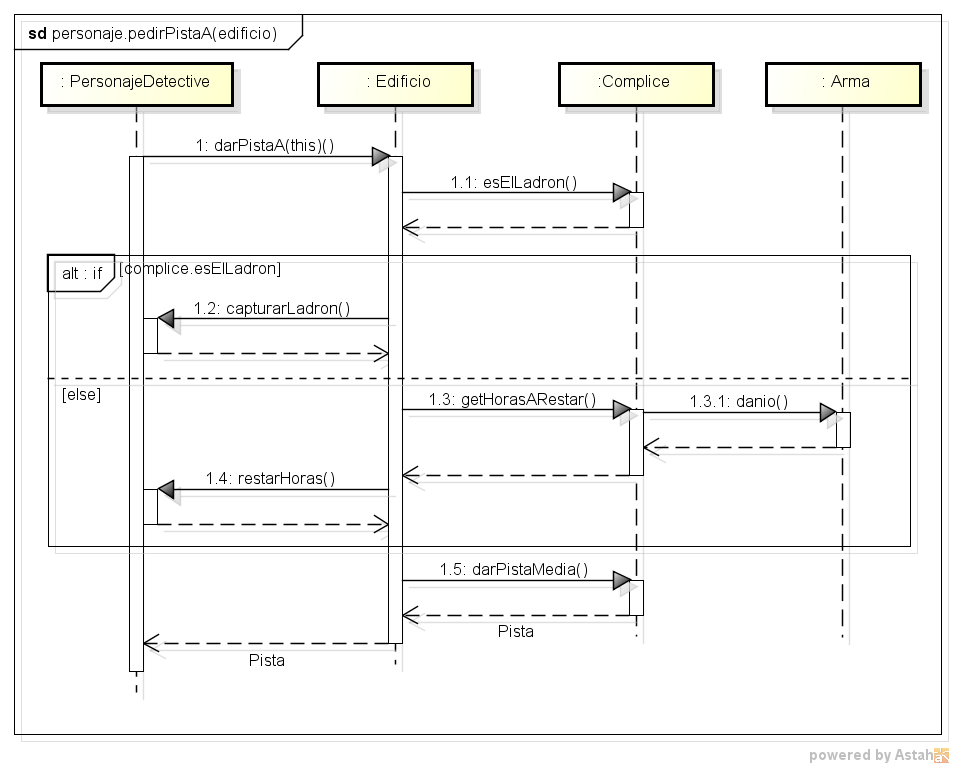 sd personaje.pedirPistaA(edificio)
: PersonajeDetective
: Edificio
:Complice
: Arma
1: darPistaA(this)()
1.1: esElLadron()
alt : if
[complice.esElLadron]
1.2: capturarLadron()
[else]
1.3: getHorasARestar()
1.3.1: danio()
1.4: restarHoras()
1.5: darPistaMedia()
Pista
Pista
powered by Astah